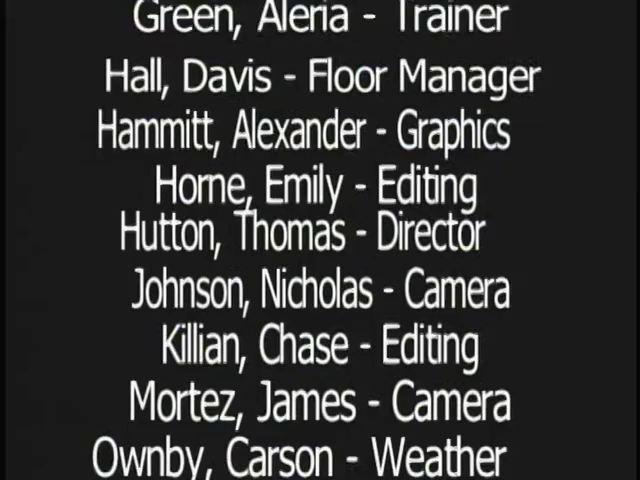 Green, Aleria - Trainer
Hall, Davis - Floor Manager
Hammitt, Alexander - Graphics
Horne, Emily - Editing
Hutton, Thomas - Director
Johnson, Nicholas - Camera
Killian, Chase - Editing
Mortez, James - Camera
Ownby, Carson - Weather